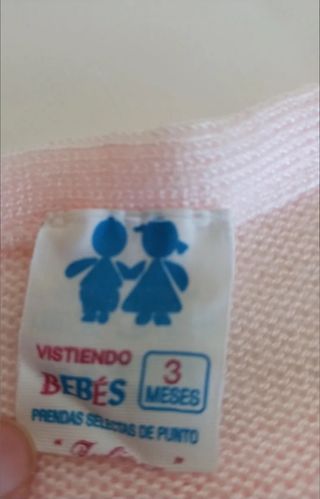 VISTIENDO
BEBÉS
3
MESES
PRENDAS SELECTAS DE PUNTO